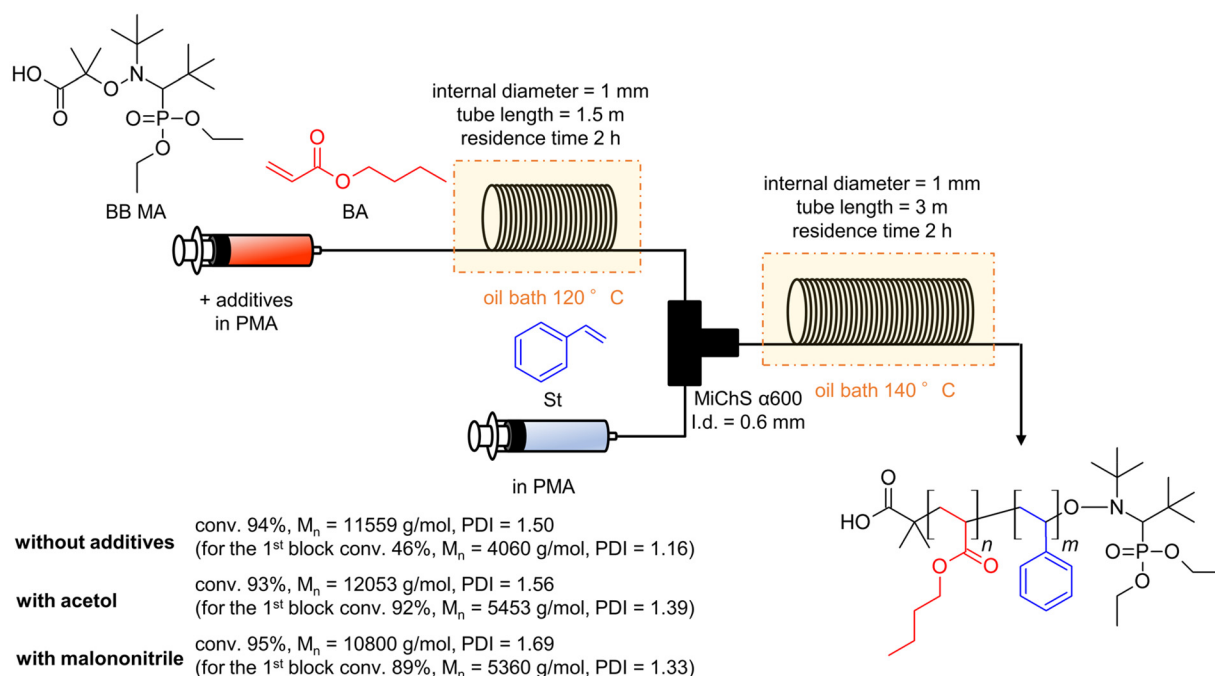 HO
O
O
N
O=P
O
O
BB MA
O
O
BA
internal diameter = 1 mm
tube length = 1.5 m
residence time 2 h
+ additives
in PMA
oil bath 120 ° C
St
in PMA
MiChS α600
I.d. = 0.6 mm
internal diameter = 1 mm
tube length = 3 m
residence time 2 h
oil bath 140 ° C
O
HO
n
m
O
N
O
O
O=P
O
O
without additives
conv. 94%, Mn = 11559 g/mol, PDI = 1.50
(for the 1st block conv. 46%, Mn = 4060 g/mol, PDI = 1.16)
with acetol
conv. 93%, Mn = 12053 g/mol, PDI = 1.56
(for the 1st block conv. 92%, Mn = 5453 g/mol, PDI = 1.39)
with malononitrile
conv. 95%, Mn = 10800 g/mol, PDI = 1.69
(for the 1st block conv. 89%, Mn = 5360 g/mol, PDI = 1.33)